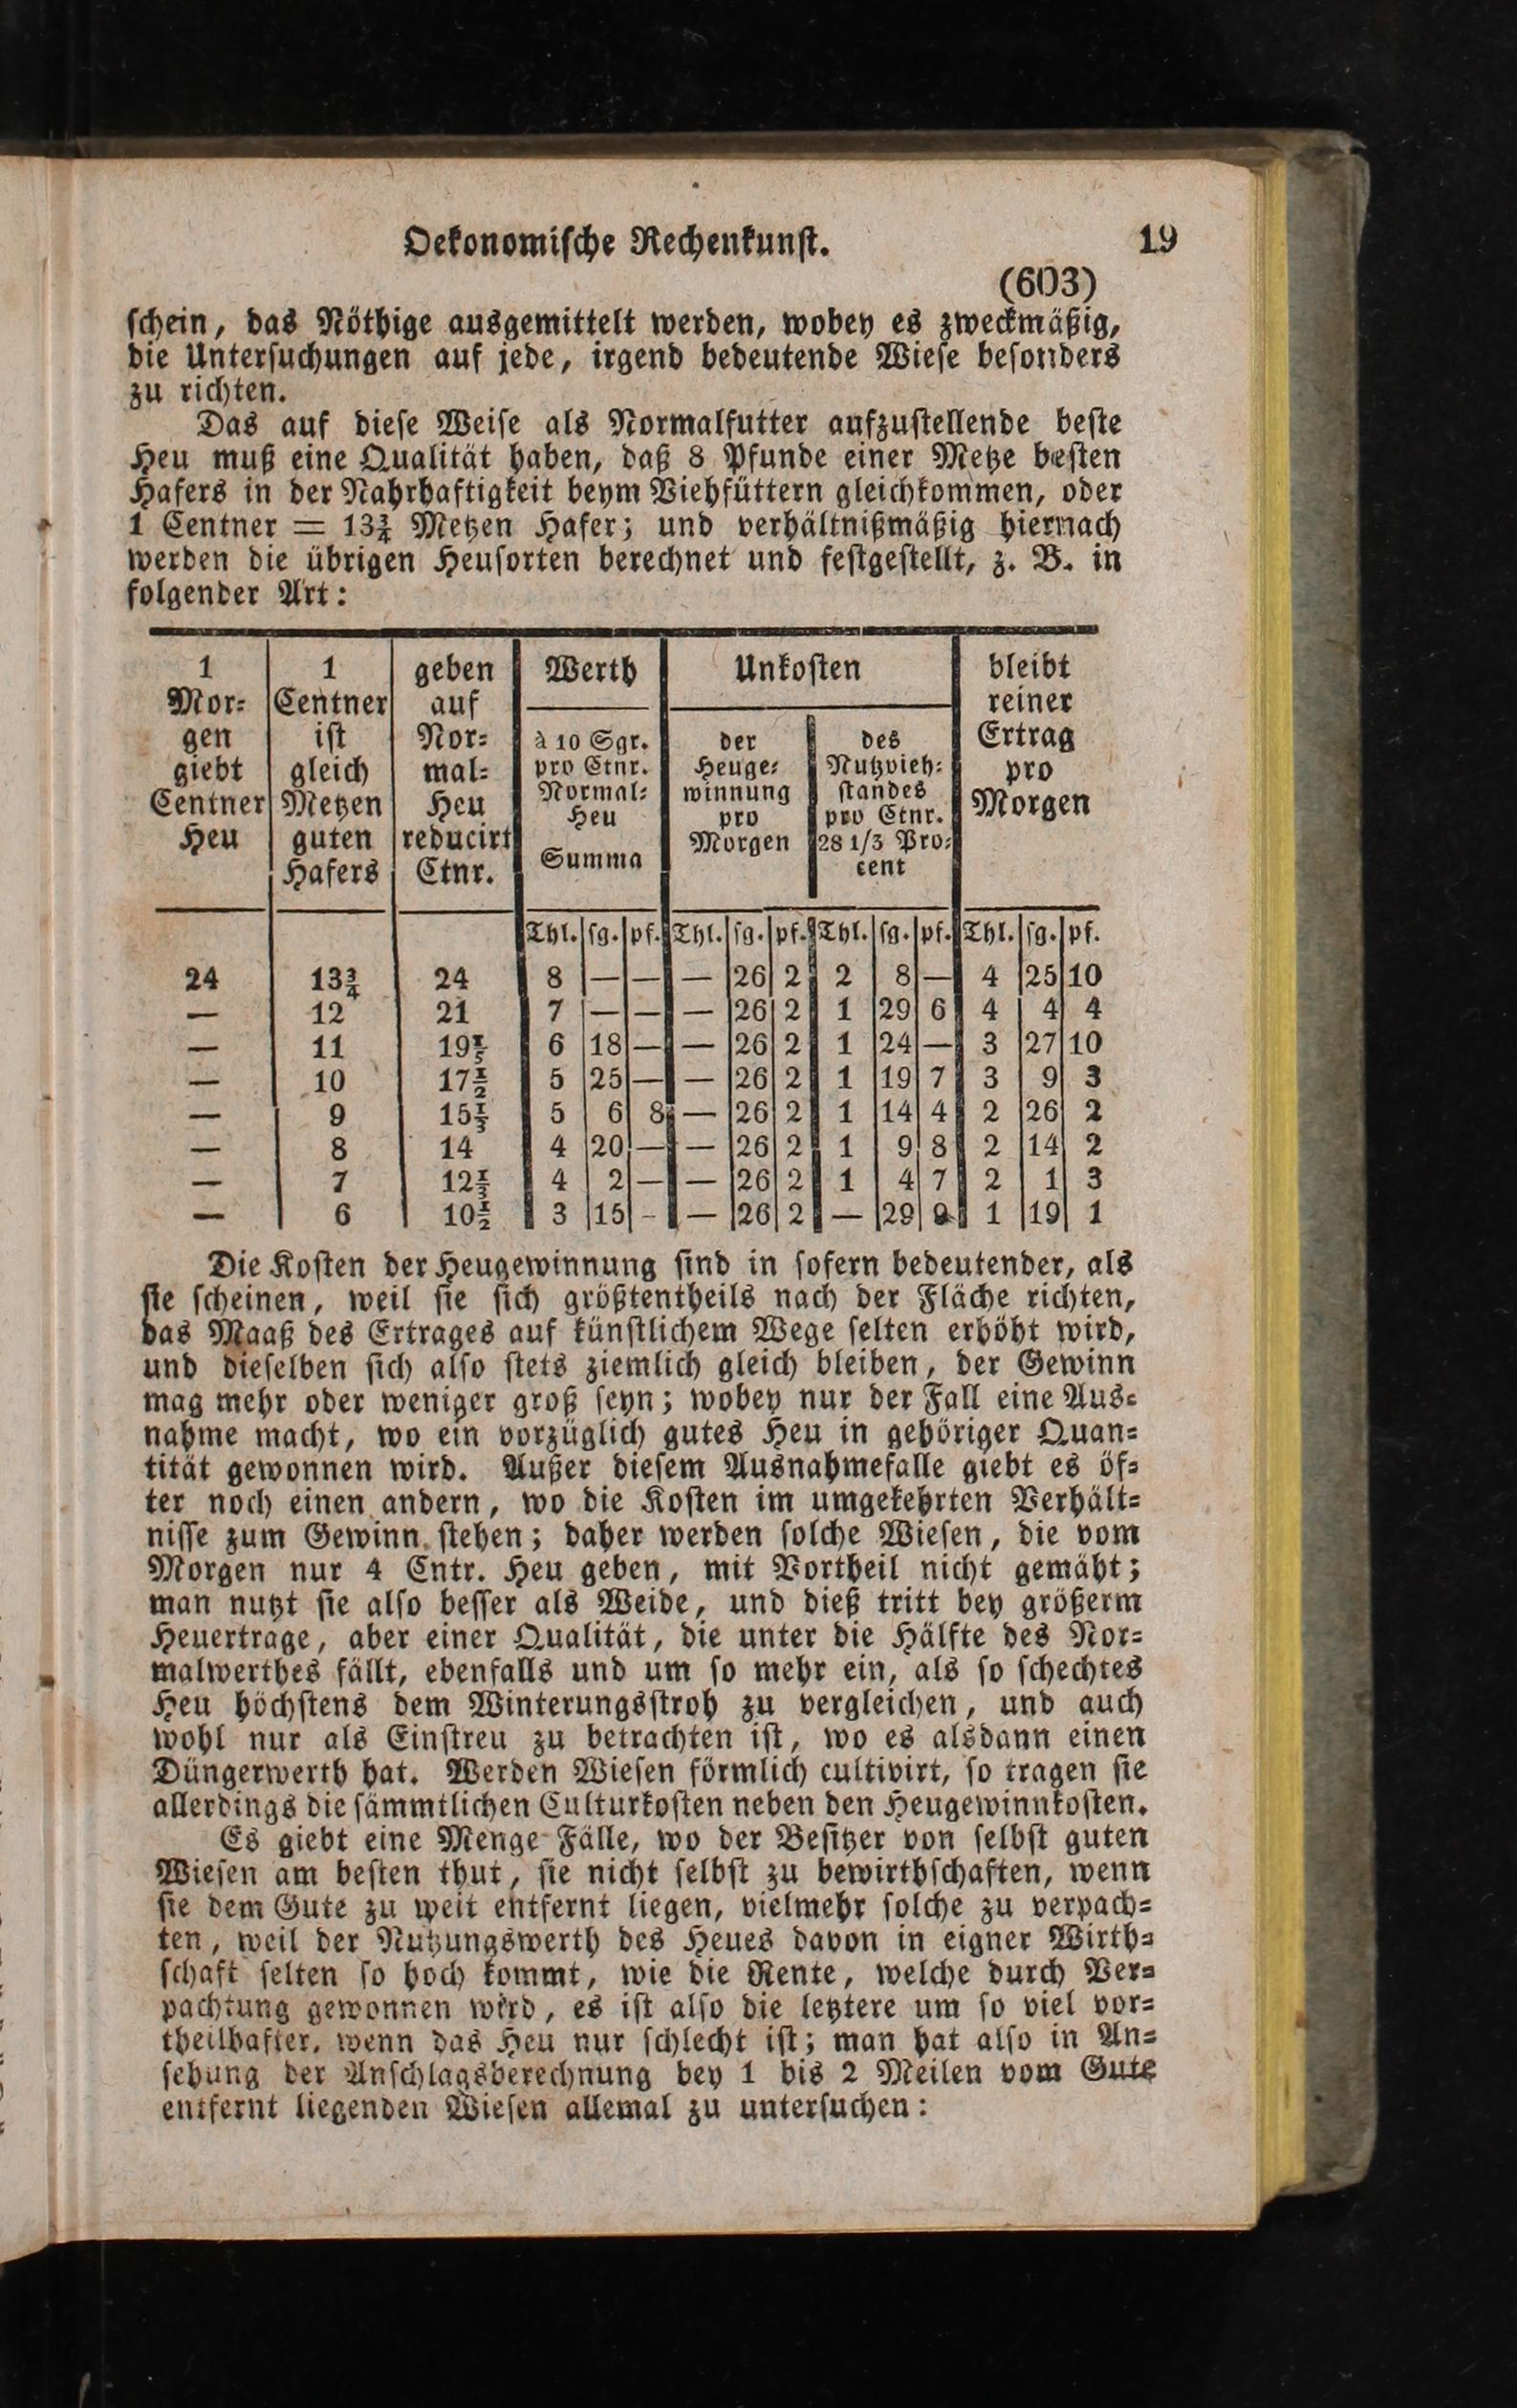 Oekonomiſche Rechenkunſt. 19
(603)
ſchein, das Nöthige ausgemittelt werden, wobey es zweckmäßig,
die Unterſuchungen auf jede, irgend bedeutende Wieſe beſonders
zu richten.
Das auf dieſe Weiſe als Normalfutter aufzuſtellende beſte
Heu muß eine Qualität haben, daß 8 Pfunde einer Metze beſten
Hafers in der Nahrhaftigkeit beym Viehfüttern gleichkommen, oder
1 Centner = 13¾ Metzen Hafer; und verhältnißmäßig hiernach
werden die übrigen Heuſorten berechnet und feſtgeſtellt, z. B. in
folgender Art:
1 1 geben Werth Unkoſten bleibt
Mor= Centner auf reiner
gen iſt Nor= à 10 Sgr. der des Ertrag
giebt gleich mal= pro Ctnr. Heuge= Nutzvieh= pro
Centner Metzen Heu Normal= winnung ſtandes Morgen
Heu guten reducirt Heu pro pro Ctnr.
Hafers Ctnr. Summa Morgen 28 1/3 Pro=
cent
Thl. ſg. pf. Thl. ſg. pf. Thl. ſg. pf. Thl. ſg. pf.
24 13¾ 24 8 — — — 26 2 2 8 — 4 25 10
— 12 21 7 — — — 26 2 1 29 6 4 4 4
— 11 19⅕ 6 18 — — 26 2 1 24 — 3 27 10
— 10 17½ 5 25 — — 26 2 1 19 7 3 9 3
— 9 15⅓ 5 6 8 — 26 2 1 14 4 2 26 2
— 8 14 4 20 — — 26 2 1 9 8 2 14 2
— 7 12⅓ 4 2 — — 26 2 1 4 7 2 1 3
— 6 10½ 3 15 – — 26 2 — 29 9 1 19 1
Die Koſten der Heugewinnung ſind in ſofern bedeutender, als
ſie ſcheinen, weil ſie ſich größtentheils nach der Fläche richten,
das Maaß des Ertrages auf künſtlichem Wege ſelten erhöht wird,
und dieſelben ſich alſo ſtets ziemlich gleich bleiben, der Gewinn
mag mehr oder weniger groß ſeyn; wobey nur der Fall eine Aus=
nahme macht, wo ein vorzüglich gutes Heu in gehöriger Quan=
tität gewonnen wird. Außer dieſem Ausnahmefalle giebt es öf=
ter noch einen andern, wo die Koſten im umgekehrten Verhält=
niſſe zum Gewinn ſtehen; daher werden ſolche Wieſen, die vom
Morgen nur 4 Cntr. Heu geben, mit Vortheil nicht gemäht;
man nutzt ſie alſo beſſer als Weide, und dieß tritt bey größerm
Heuertrage, aber einer Qualität, die unter die Hälfte des Nor=
malwerthes fällt, ebenfalls und um ſo mehr ein, als ſo ſchechtes
Heu höchſtens dem Winterungsſtroh zu vergleichen, und auch
wohl nur als Einſtreu zu betrachten iſt, wo es alsdann einen
Düngerwerth hat. Werden Wieſen förmlich cultivirt, ſo tragen ſie
allerdings die ſämmtlichen Culturkoſten neben den Heugewinnkoſten.
Es giebt eine Menge Fälle, wo der Beſitzer von ſelbſt guten
Wieſen am beſten thut, ſie nicht ſelbſt zu bewirthſchaften, wenn
ſie dem Gute zu weit entfernt liegen, vielmehr ſolche zu verpach=
ten, weil der Nutzungswerth des Heues davon in eigner Wirth=
ſchaft ſelten ſo hoch kommt, wie die Rente, welche durch Ver=
pachtung gewonnen wird, es iſt alſo die letztere um ſo viel vor=
theilhafter, wenn das Heu nur ſchlecht iſt; man hat alſo in An=
ſehung der Anſchlagsberechnung bey 1 bis 2 Meilen vom Gute
entfernt liegenden Wieſen allemal zu unterſuchen: